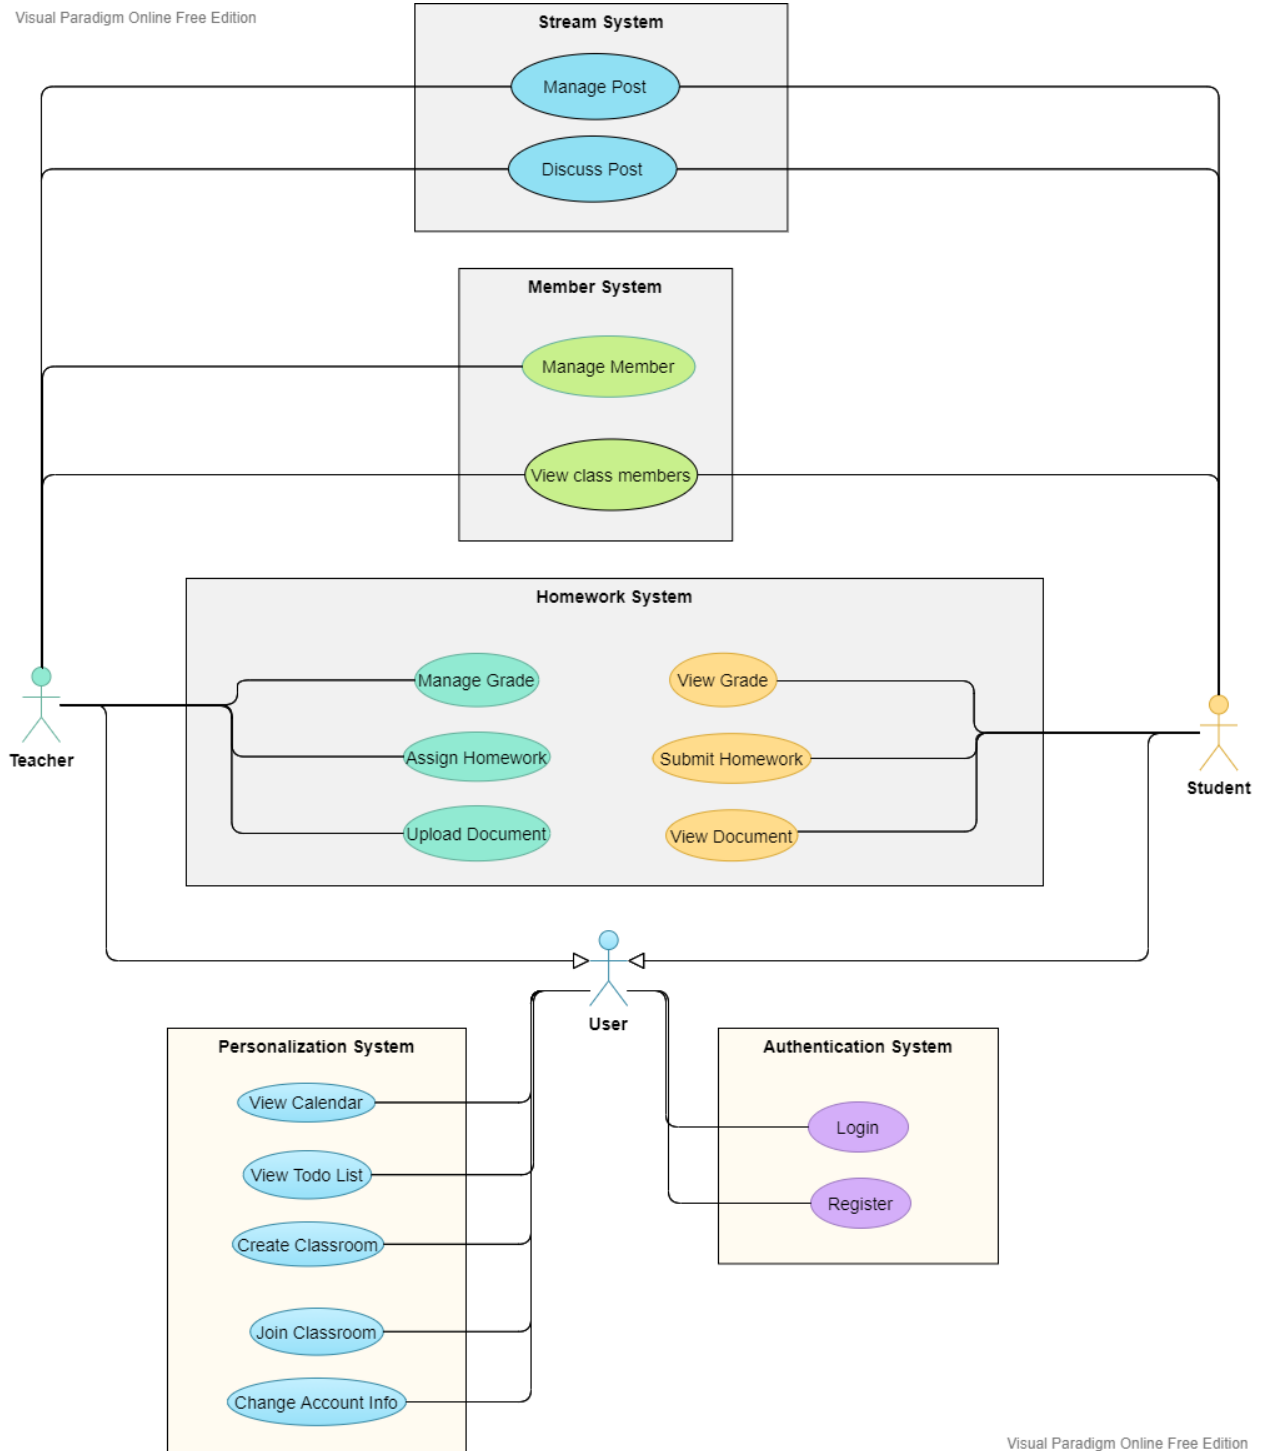 Visual Paradigm Online Free Edition
Stream System
Manage Post
Discuss Post
Member System
Manage Member
View class members
Homework System
Manage Grade
View Grade
Assign Homework
Submit Homework
Upload Document
View Document
Teacher
Student
User
Personalization System
View Calendar
View Todo List
Create Classroom
Join Classroom
Change Account Info
Authentication System
Login
Register
Visual Paradigm Online Free Edition